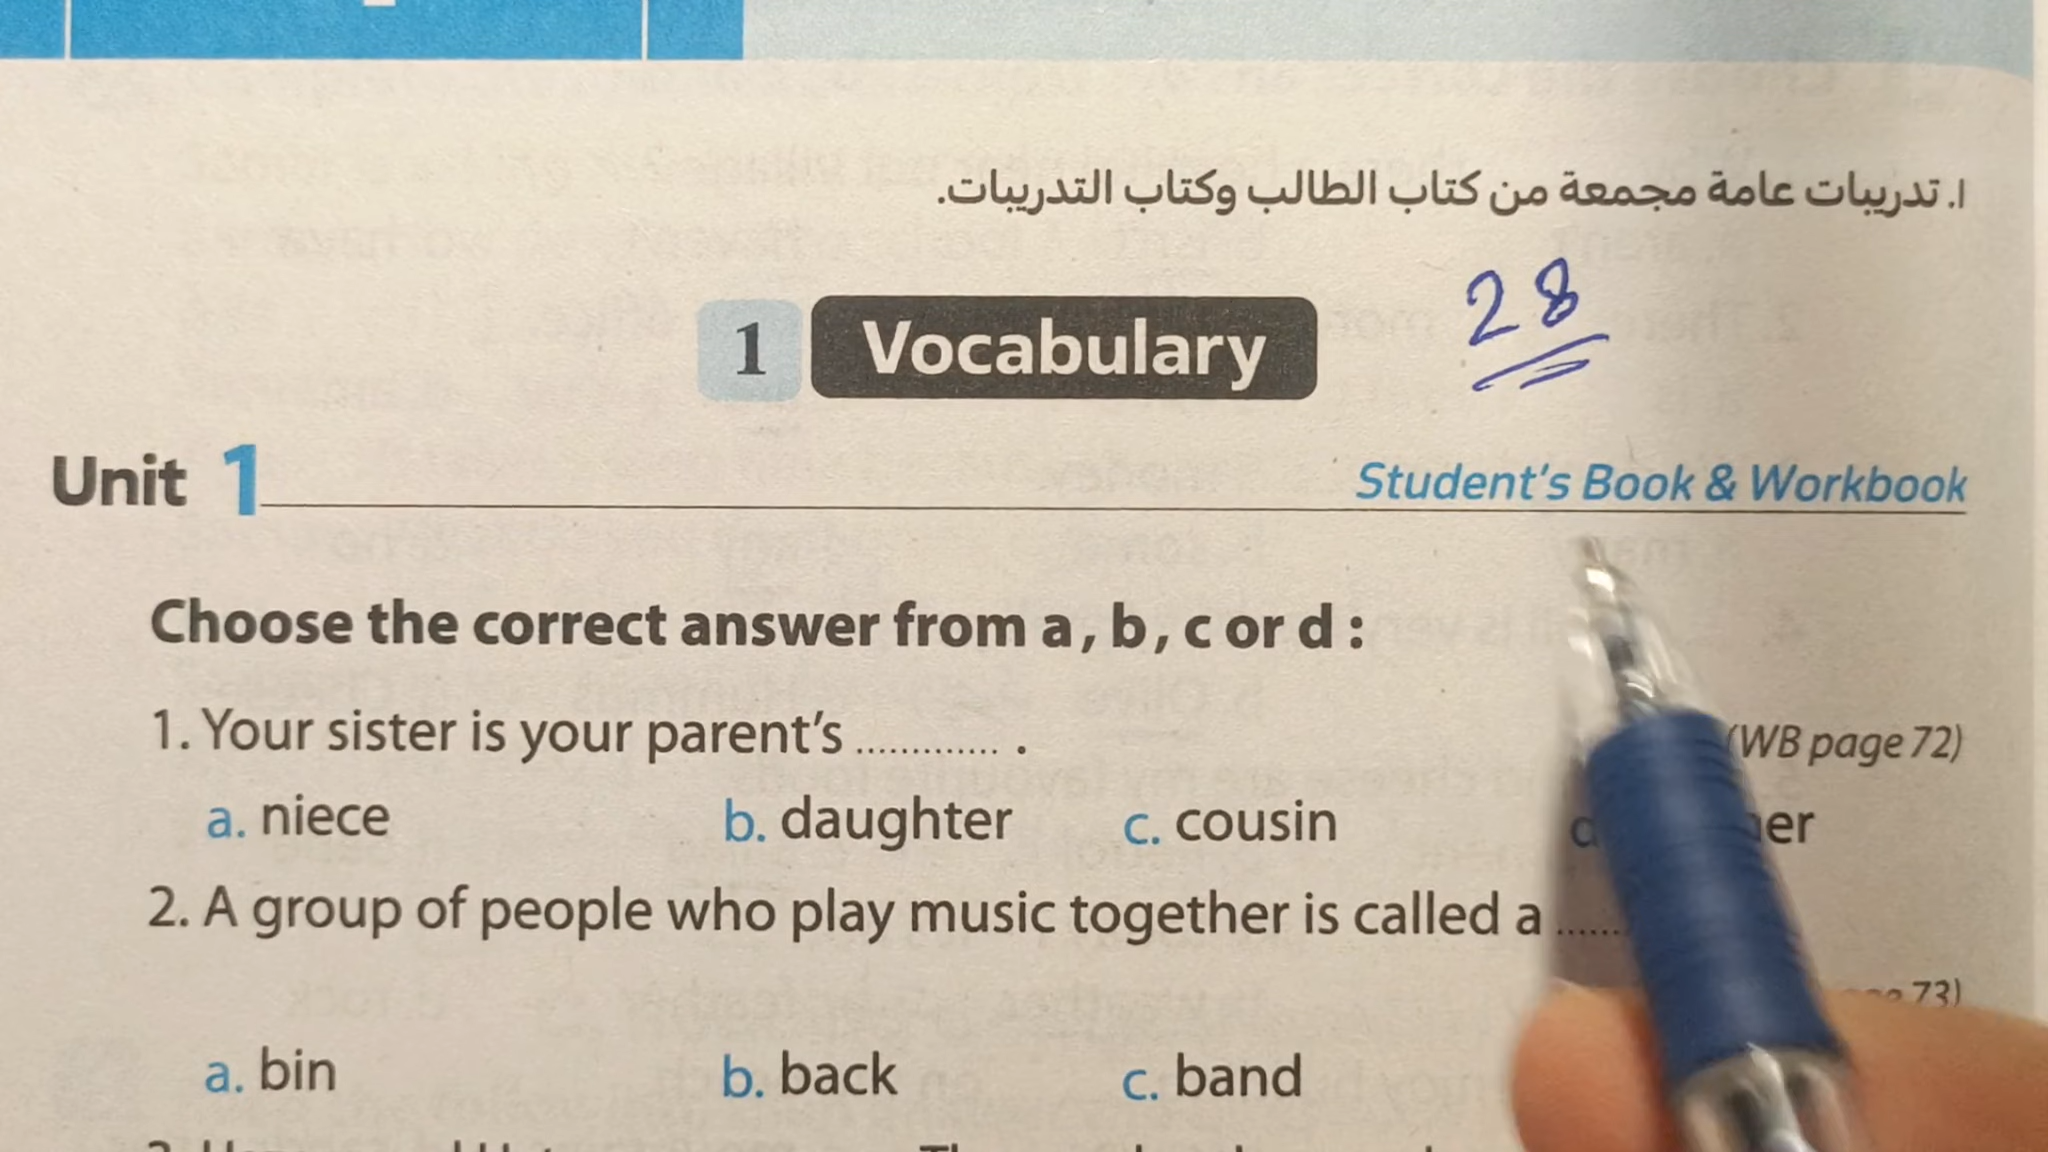 ١. تدريبات عامة مجمعة من كتاب الطالب وكتاب التدريبات.
28
1 Vocabulary
Unit 1
Student's Book & Workbook
Choose the correct answer from a, b, c or d :
1. Your sister is your parent's ............. .
(WB page 72)
a. niece b. daughter c. cousin
2. A group of people who play music together is called a ......
73)
a. bin b. back c. band